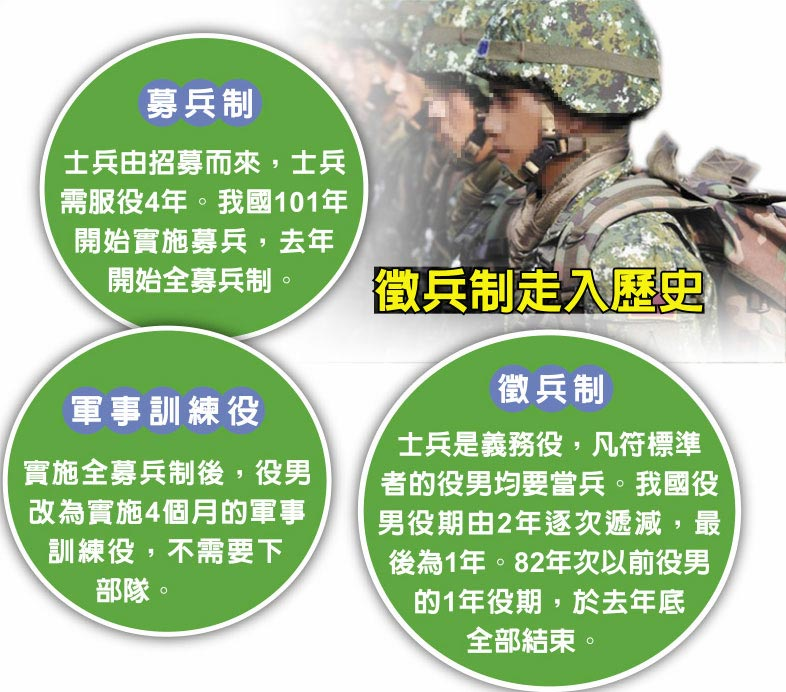 募兵制
士兵由招募而來，士兵
需服役4年。我國101年
開始實施募兵，去年
開始全募兵制。
徵兵制走入歷史
軍事訓練役
實施全募兵制後，役男
改為實施4個月的軍事
訓練役，不需要下
部隊。
徵兵制
士兵是義務役，凡符標準
者的役男均要當兵。我國役
男役期由2年逐次遞減，最
後為1年。82年次以前役男
的1年役期，於去年底
全部結束。